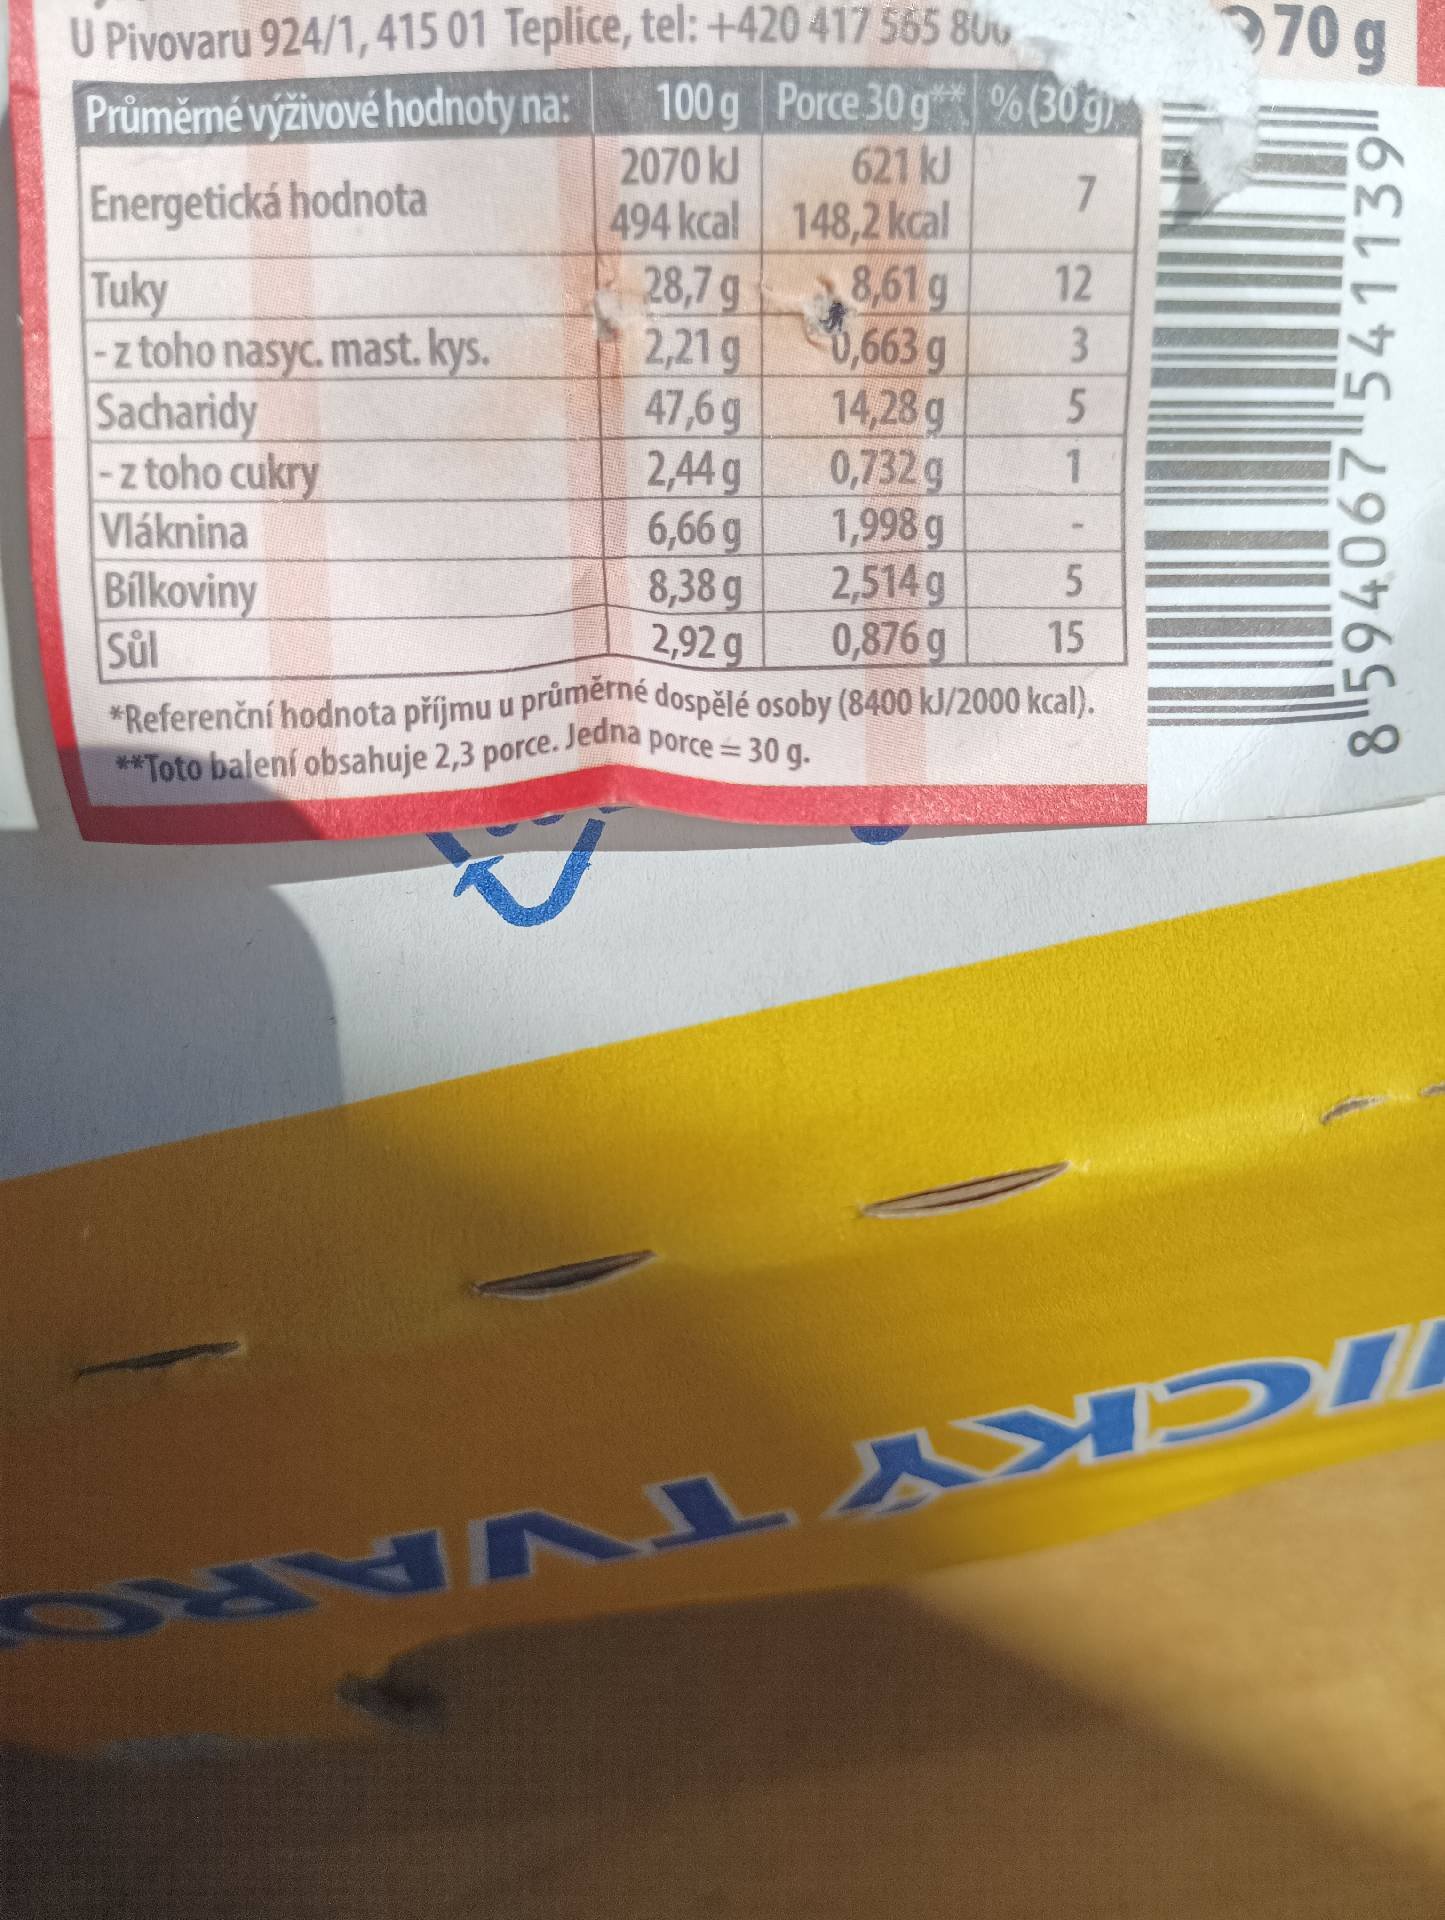 U Pivovaru 924/1, 415 01 Teplice, tel: +420 417 565
70 g
Průměrné výživové hodnoty na: 100 g Porce 30 g** % (30 g)
Energetická hodnota 2070 kJ 621 kJ 7
494 kcal 148,2 kcal
Tuky 28,7 g 8,61 g 12
- z toho nasyc. mast. kys. 2,21 g 0,663 g 3
Sacharidy 47,6 g 14,28 g 5
- z toho cukry 2,44 g 0,732 g 1
Vláknina 6,66 g 1,998 g -
Bílkoviny 8,38 g 2,514 g 5
Sůl 2,92 g 0,876 g 15
*Referenční hodnota příjmu u průměrné dospělé osoby (8400 kJ/2000 kcal).
**Toto balení obsahuje 2,3 porce. Jedna porce = 30 g.
8 594067 541139
ICKÝ TVARO